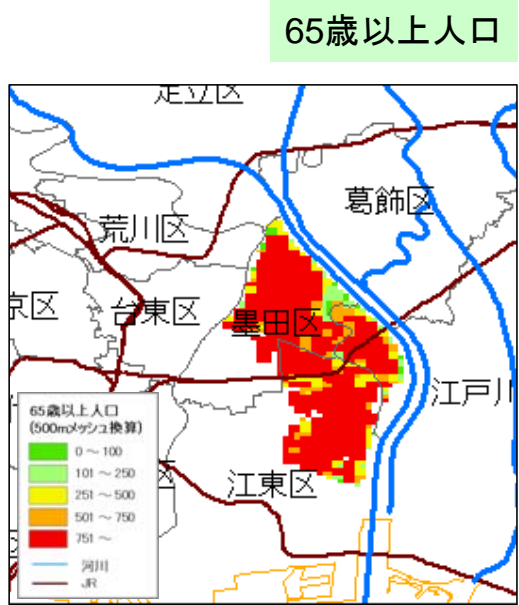 65歳以上人口
足立区
葛飾区
荒川区
京区
台東区
墨田区
江戸川
江東区
区
65歳以上人口
(500mメッシュ換算)
0～100
101～250
251～500
501～750
751～
河川
JR